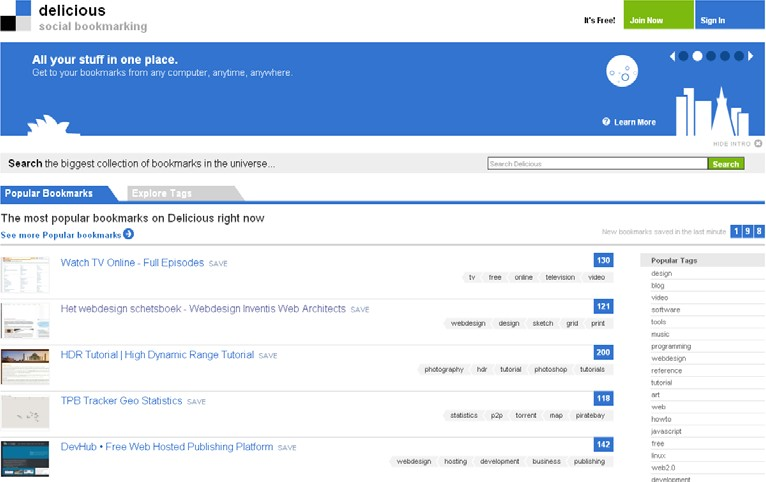 delicious
social bookmarking
It's Free!
Join Now
Sign In
All your stuff in one place.
Get to your bookmarks from any computer, anytime, anywhere.
Learn More
HIDE INTRO
Search the biggest collection of bookmarks in the universe...
Search Delicious
Search
Popular Bookmarks
Explore Tags
The most popular bookmarks on Delicious right now
See more Popular bookmarks
New bookmarks saved in the last minute 1 9 8
Watch TV Online - Full Episodes SAVE
130
tv free online television video
Het webdesign schetsboek - Webdesign Inventis Web Architects SAVE
121
webdesign design sketch grid print
HDR Tutorial | High Dynamic Range Tutorial SAVE
200
photography hdr tutorial photoshop tutorials
TPB Tracker Geo Statistics SAVE
118
statistics p2p torrent map piratebay
DevHub • Free Web Hosted Publishing Platform SAVE
142
webdesign hosting development business publishing
Popular Tags
design
blog
video
software
tools
music
programming
webdesign
reference
tutorial
art
web
howto
javascript
free
linux
web2.0
development